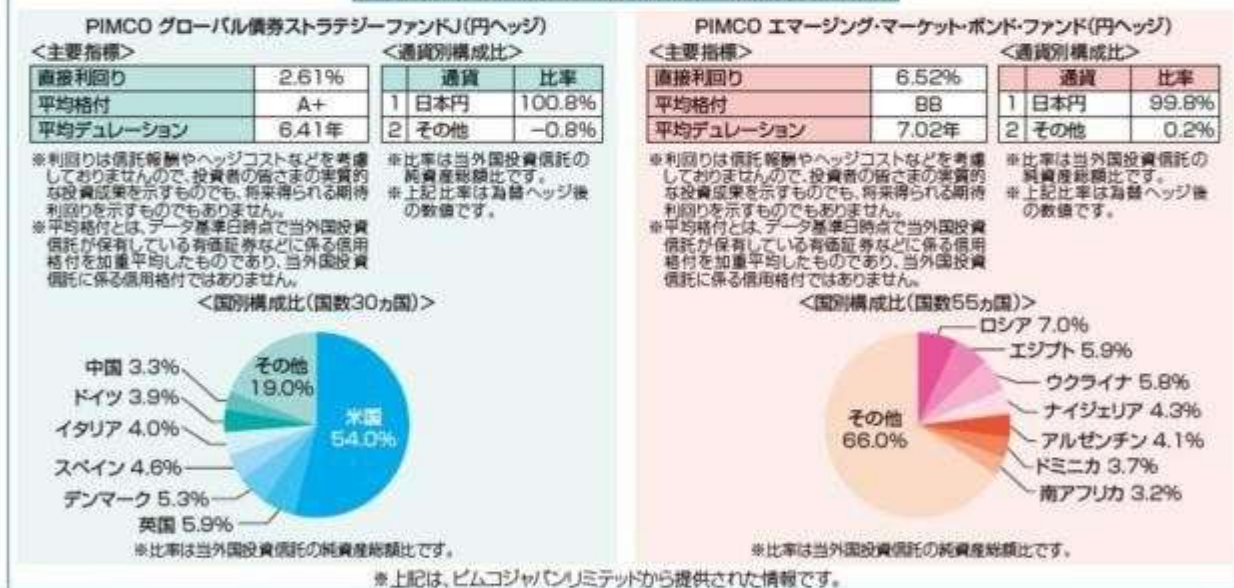 PIMCO グローバル債券ストラテジーファンドJ(円ヘッジ)
<主要指標>
直接利回り 2.61%
平均格付 A+
平均デュレーション 6.41年
※利回りは信託報酬やヘッジコストなどを考慮
しておりませんので、投資者の皆さまの実質的
な投資成果を示すものでも、将来得られる期待
利回りを示すものでもありません。
※平均格付とは、データ基準日時点で当外国投資
信託が保有している有価証券などに係る信用
格付を加重平均したものであり、当外国投資
信託に係る信用格付ではありません。
<通貨別構成比>
通貨 比率
1 日本円 100.8%
2 その他 -0.8%
※比率は当外国投資信託の
純資産総額比です。
※上記比率は為替ヘッジ後
の数値です。
<国別構成比(国数30ヵ国)>
米国
54.0%
英国 5.9%
デンマーク 5.3%
スペイン 4.6%
イタリア 4.0%
ドイツ 3.9%
中国 3.3%
その他
19.0%
※比率は当外国投資信託の純資産総額比です。
PIMCO エマージング・マーケット・ボンド・ファンド(円ヘッジ)
<主要指標>
直接利回り 6.52%
平均格付 BB
平均デュレーション 7.02年
※利回りは信託報酬やヘッジコストなどを考慮
しておりませんので、投資者の皆さまの実質的
な投資成果を示すものでも、将来得られる期待
利回りを示すものでもありません。
※平均格付とは、データ基準日時点で当外国投資
信託が保有している有価証券などに係る信用
格付を加重平均したものであり、当外国投資
信託に係る信用格付ではありません。
<通貨別構成比>
通貨 比率
1 日本円 99.8%
2 その他 0.2%
※比率は当外国投資信託の
純資産総額比です。
※上記比率は為替ヘッジ後
の数値です。
<国別構成比(国数55ヵ国)>
ロシア 7.0%
エジプト 5.9%
ウクライナ 5.8%
ナイジェリア 4.3%
アルゼンチン 4.1%
ドミニカ 3.7%
南アフリカ 3.2%
その他
66.0%
※比率は当外国投資信託の純資産総額比です。
※上記は、ピムコジャパンリミテッドから提供された情報です。